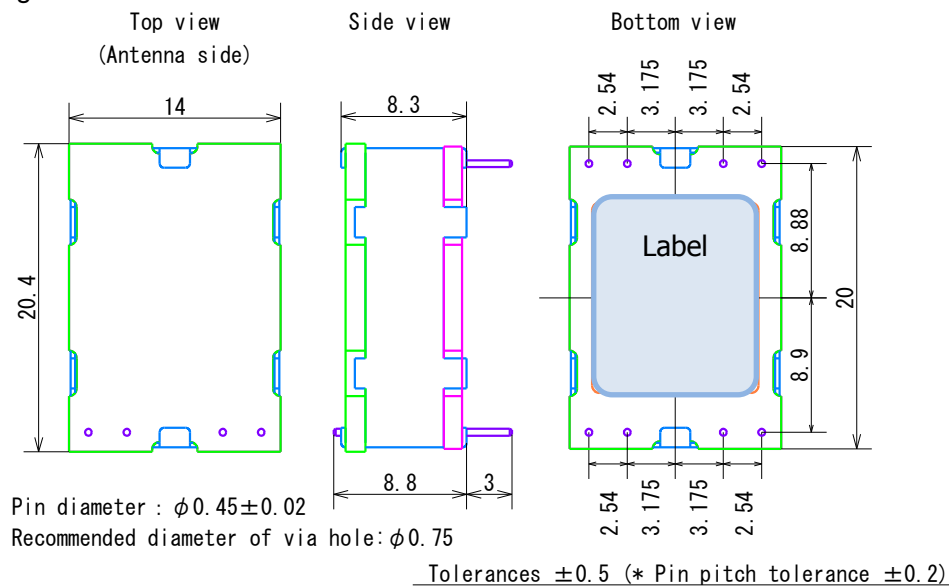 Top view
(Antenna side)
Side view
Bottom view
14
8.3
2.54
3.175
3.175
2.54
20.4
Label
8.88
20
8.9
8.8
3
2.54
3.175
3.175
2.54
Pin diameter : φ0.45±0.02
Recommended diameter of via hole:φ0.75
Tolerances ±0.5 (* Pin pitch tolerance ±0.2)